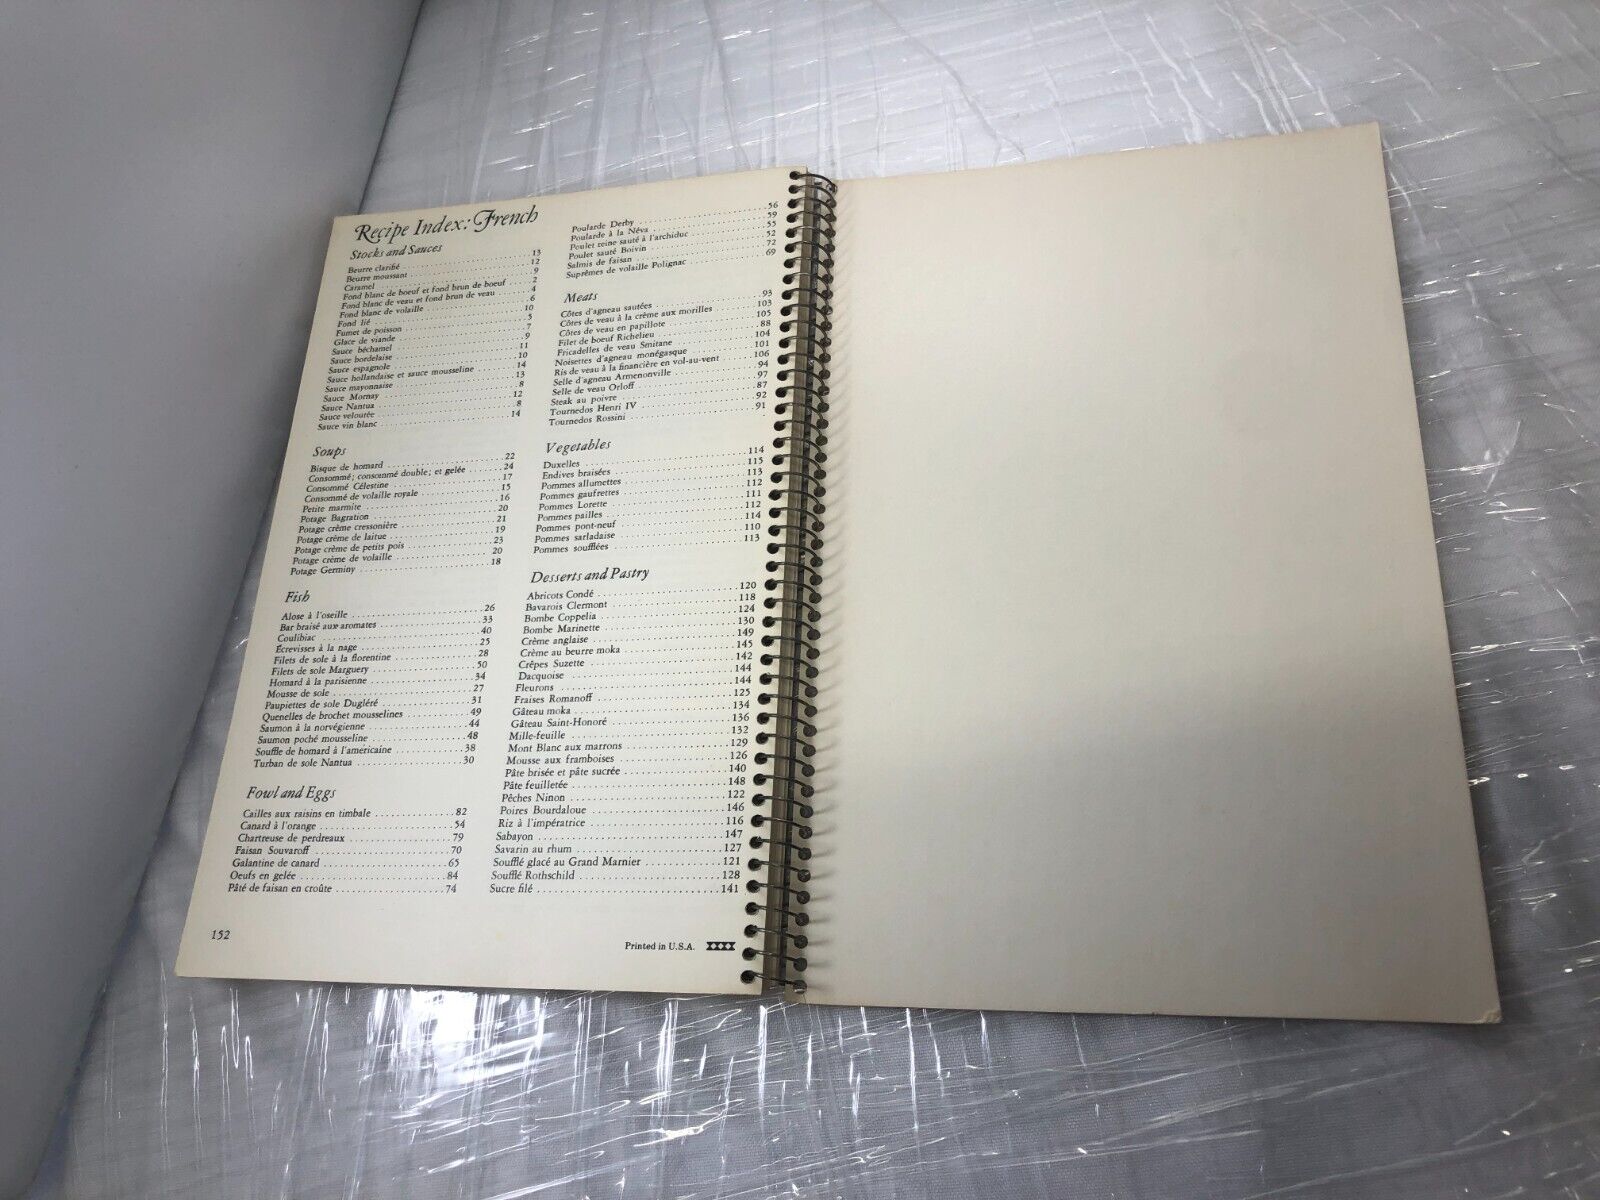 Recipe Index: French
Stocks and Sauces
Beurre clarifié 13
Beurre moussant 12
Caramel 9
Fond blanc de boeuf et fond brun de boeuf 2
Fond blanc de veau et fond brun de veau 4
Fond blanc de volaille 6
Fond lié 10
Fumet de poisson 5
Glace de viande 7
Sauce béchamel 9
Sauce bordelaise 11
Sauce espagnole 10
Sauce hollandaise et sauce mousseline 14
Sauce mayonnaise 13
Sauce Mornay 8
Sauce Nantua 12
Sauce veloutée 8
Sauce vin blanc 14
Soups
Bisque de homard 22
Consommé; consommé double; et gelée 24
Consommé Célestine 17
Consommé de volaille royale 15
Petite marmite 16
Potage Bagration 20
Potage crème cressonière 21
Potage crème de laitue 19
Potage crème de petits pois 23
Potage crème de volaille 20
Potage Germiny 18
Fish
Alose à l'oseille 26
Bar braisé aux aromates 33
Coulibiac 40
Écrevisses à la nage 25
Filets de sole à la florentine 28
Filets de sole Marguery 50
Homard à la parisienne 34
Mousse de sole 27
Paupiettes de sole Dugléré 31
Quenelles de brochet mousselines 49
Saumon à la norvégienne 44
Saumon poché mousseline 48
Souffle de homard à l'américaine 38
Turban de sole Nantua 30
Fowl and Eggs
Cailles aux raisins en timbale 82
Canard à l'orange 54
Chartreuse de perdreaux 79
Faisan Souvaroff 70
Galantine de canard 65
Oeufs en gelée 84
Pâté de faisan en croûte 74
Poularde Derby 56
Poularde à la Néva 59
Poulet reine sauté à l'archiduc 55
Poulet sauté Boivin 52
Salmis de faisan 72
Suprêmes de volaille Polignac 69
Meats
Côtes d'agneau sautées 93
Côtes de veau à la crème aux morilles 103
Côtes de veau en papillote 105
Filet de boeuf Richelieu 88
Fricadelles de veau Smitane 104
Noisettes d'agneau monégasque 101
Ris de veau à la financière en vol-au-vent 106
Selle d'agneau Armenonville 94
Selle de veau Orloff 97
Steak au poivre 87
Tournedos Henri IV 92
Tournedos Rossini 91
Vegetables
Duxelles 114
Endives braisées 115
Pommes allumettes 113
Pommes gaufrettes 112
Pommes Lorette 111
Pommes pailles 112
Pommes pont-neuf 114
Pommes sarladaise 110
Pommes soufflées 113
Desserts and Pastry
Abricots Condé 120
Bavarois Clermont 118
Bombe Coppelia 124
Bombe Marinette 130
Crème anglaise 149
Crème au beurre moka 145
Crêpes Suzette 142
Dacquoise 144
Fleurons 144
Fraises Romanoff 125
Gâteau moka 134
Gâteau Saint-Honoré 136
Mille-feuille 132
Mont Blanc aux marrons 129
Mousse aux framboises 126
Pâte brisée et pâte sucrée 140
Pâte feuilletée 148
Pêches Ninon 122
Poires Bourdaloue 146
Riz à l'impératrice 116
Sabayon 147
Savarin au rhum 127
Soufflé glacé au Grand Marnier 121
Soufflé Rothschild 128
Sucre filé 141
152
Printed in U.S.A.